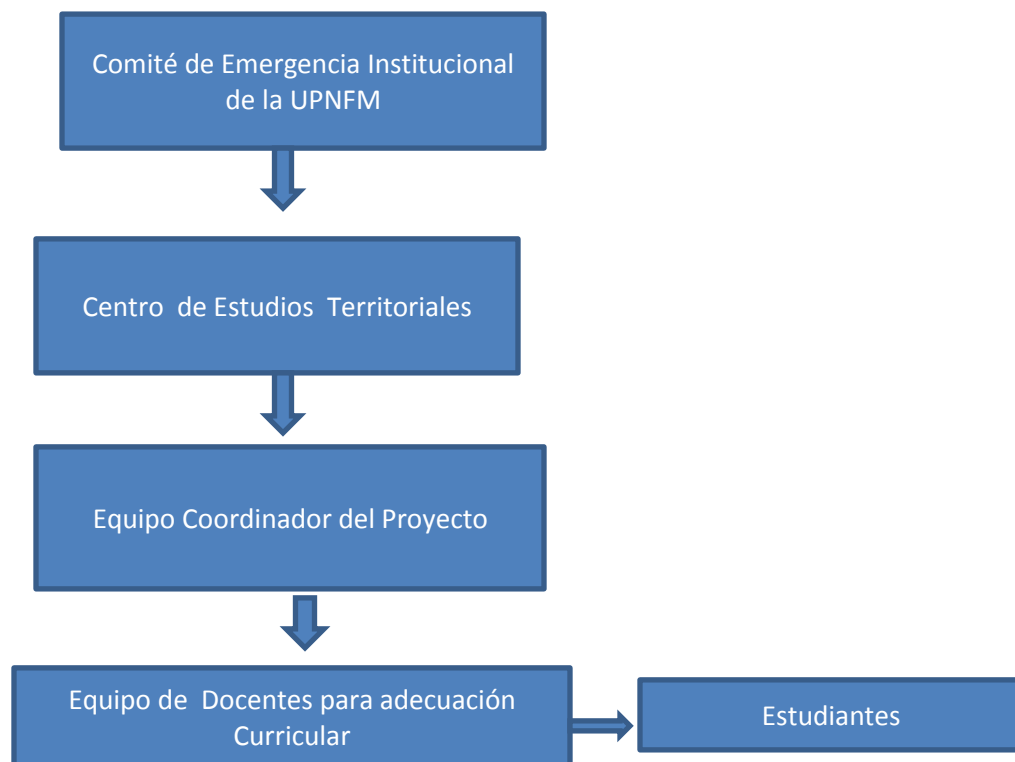 Comité de Emergencia Institucional
de la UPNFM
Centro de Estudios Territoriales
Equipo Coordinador del Proyecto
Equipo de Docentes para adecuación
Curricular
Estudiantes